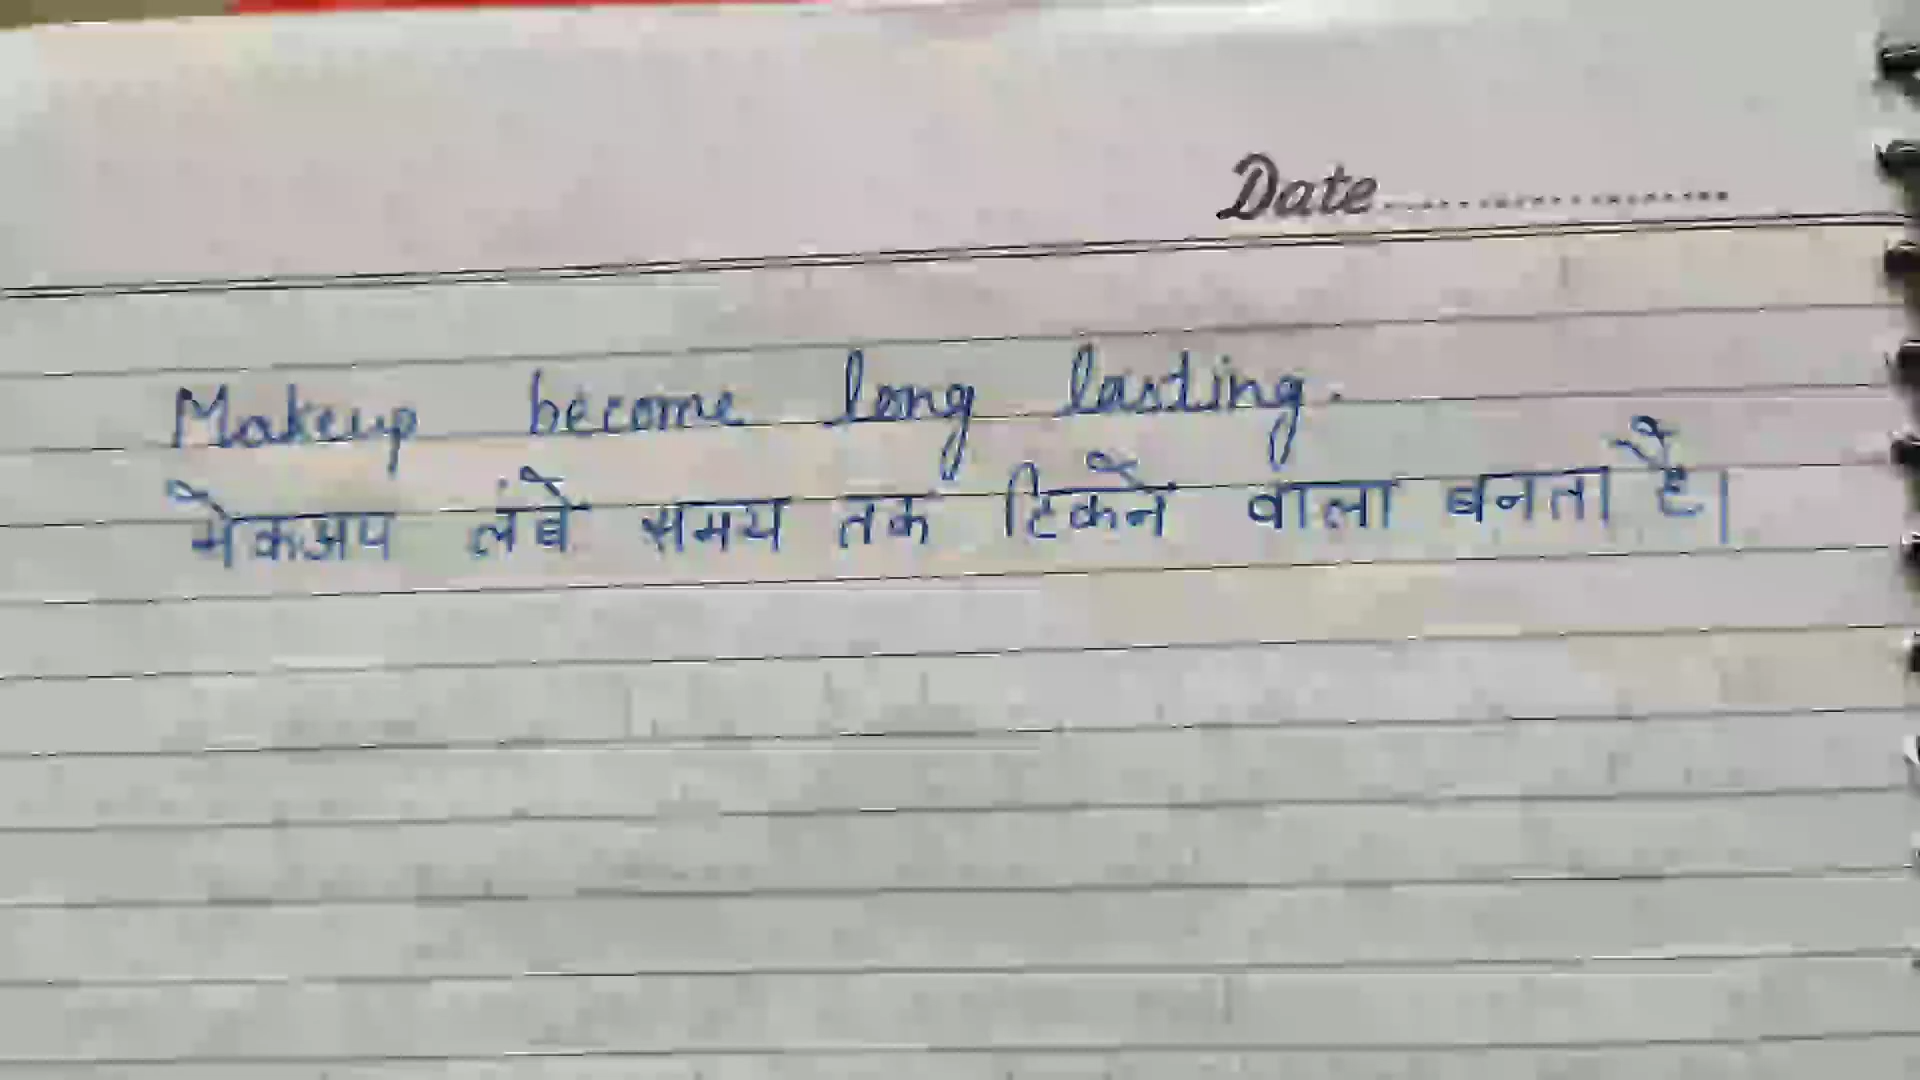 Date....................
Makeup become long lasting.
मेकअप लंबे समय तक टिकने वाला बनता है।